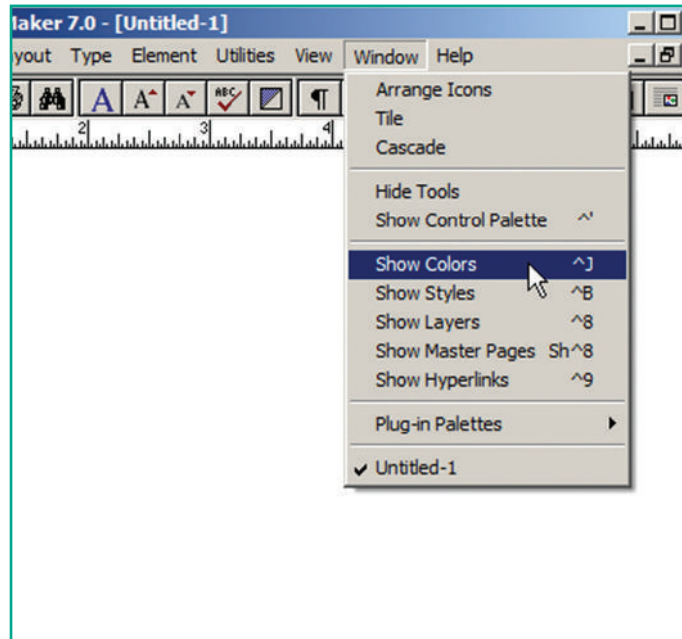 Maker 7.0 - [Untitled-1]
yout Type Element Utilities View Window Help
A A A ABC ¶
2 3 4
Arrange Icons
Tile
Cascade
Hide Tools
Show Control Palette ^'
Show Colors ^J
Show Styles ^B
Show Layers ^8
Show Master Pages Sh^8
Show Hyperlinks ^9
Plug-in Palettes
Untitled-1